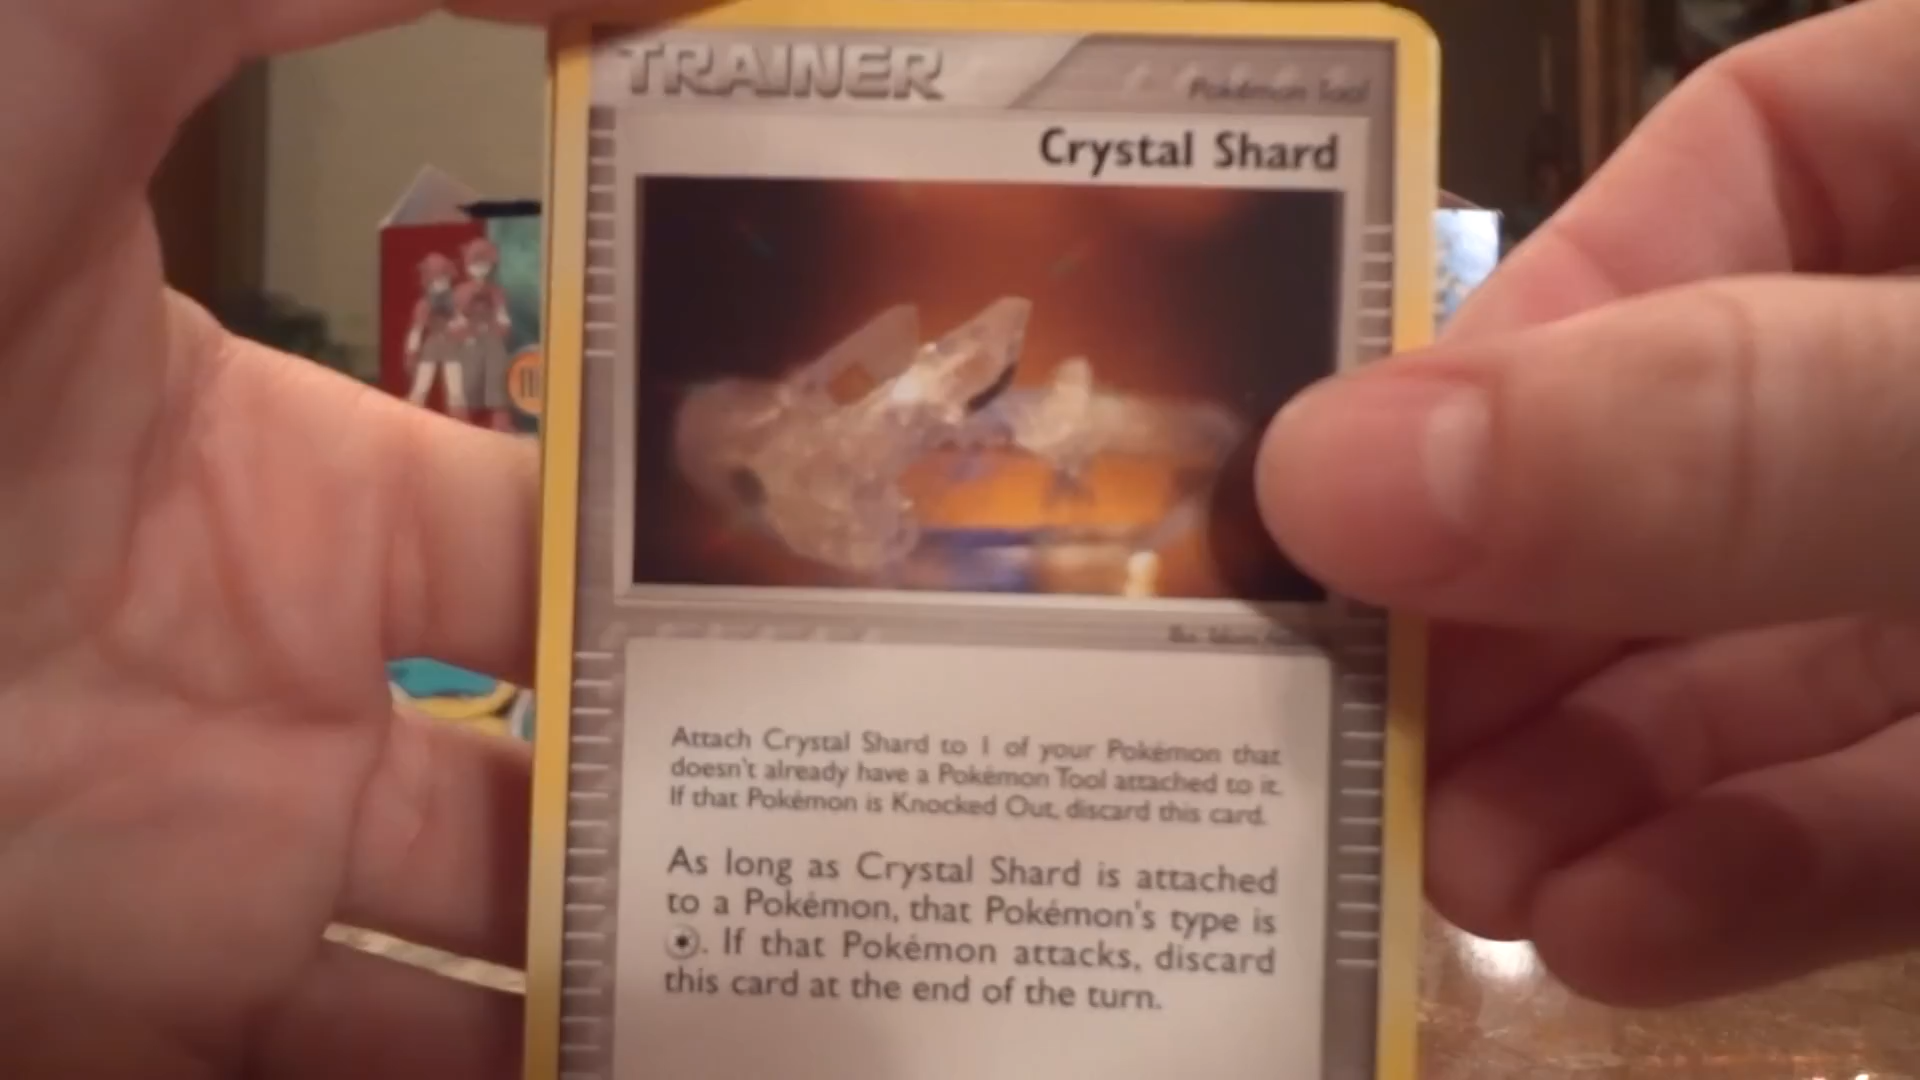 TRAINER
Pokémon Tool
Crystal Shard
Attach Crystal Shard to 1 of your Pokémon that
doesn't already have a Pokémon Tool attached to it.
If that Pokémon is Knocked Out, discard this card.
As long as Crystal Shard is attached
to a Pokémon, that Pokémon's type is
. If that Pokémon attacks, discard
this card at the end of the turn.